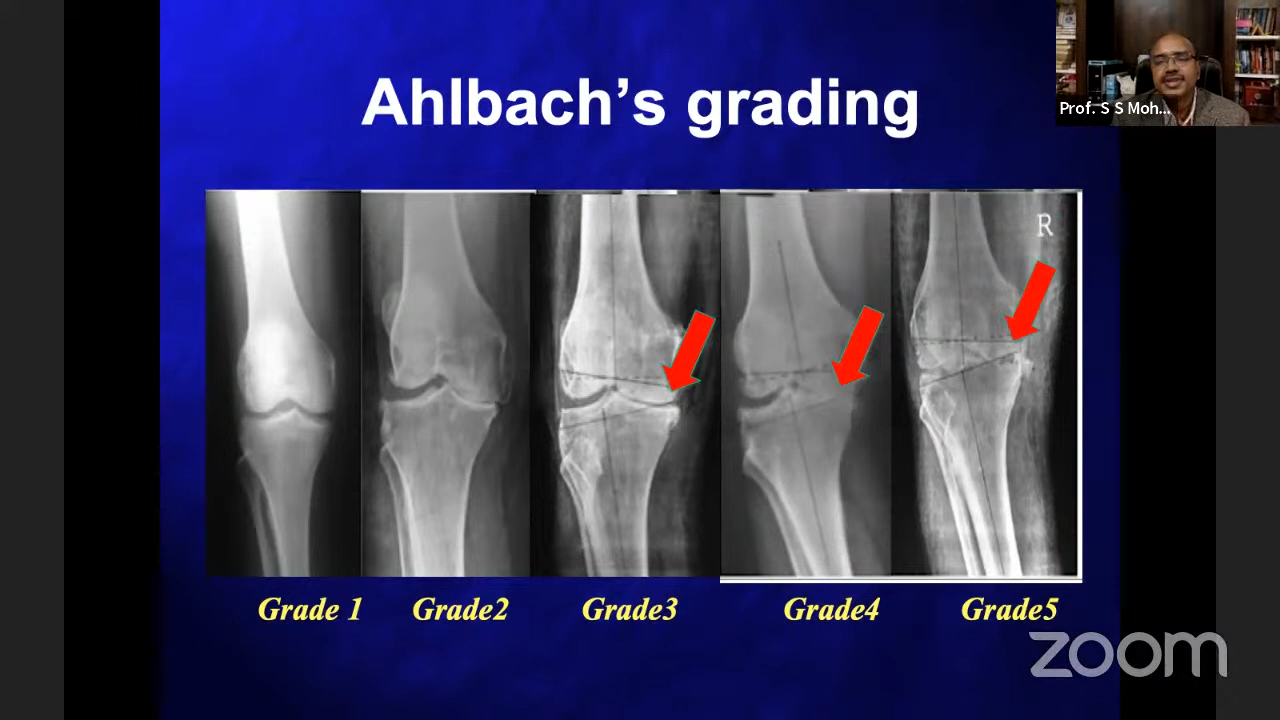 Ahlbach's grading
Prof. S S Moh...
R
Grade 1 Grade2 Grade3 Grade4 Grade5
zoom